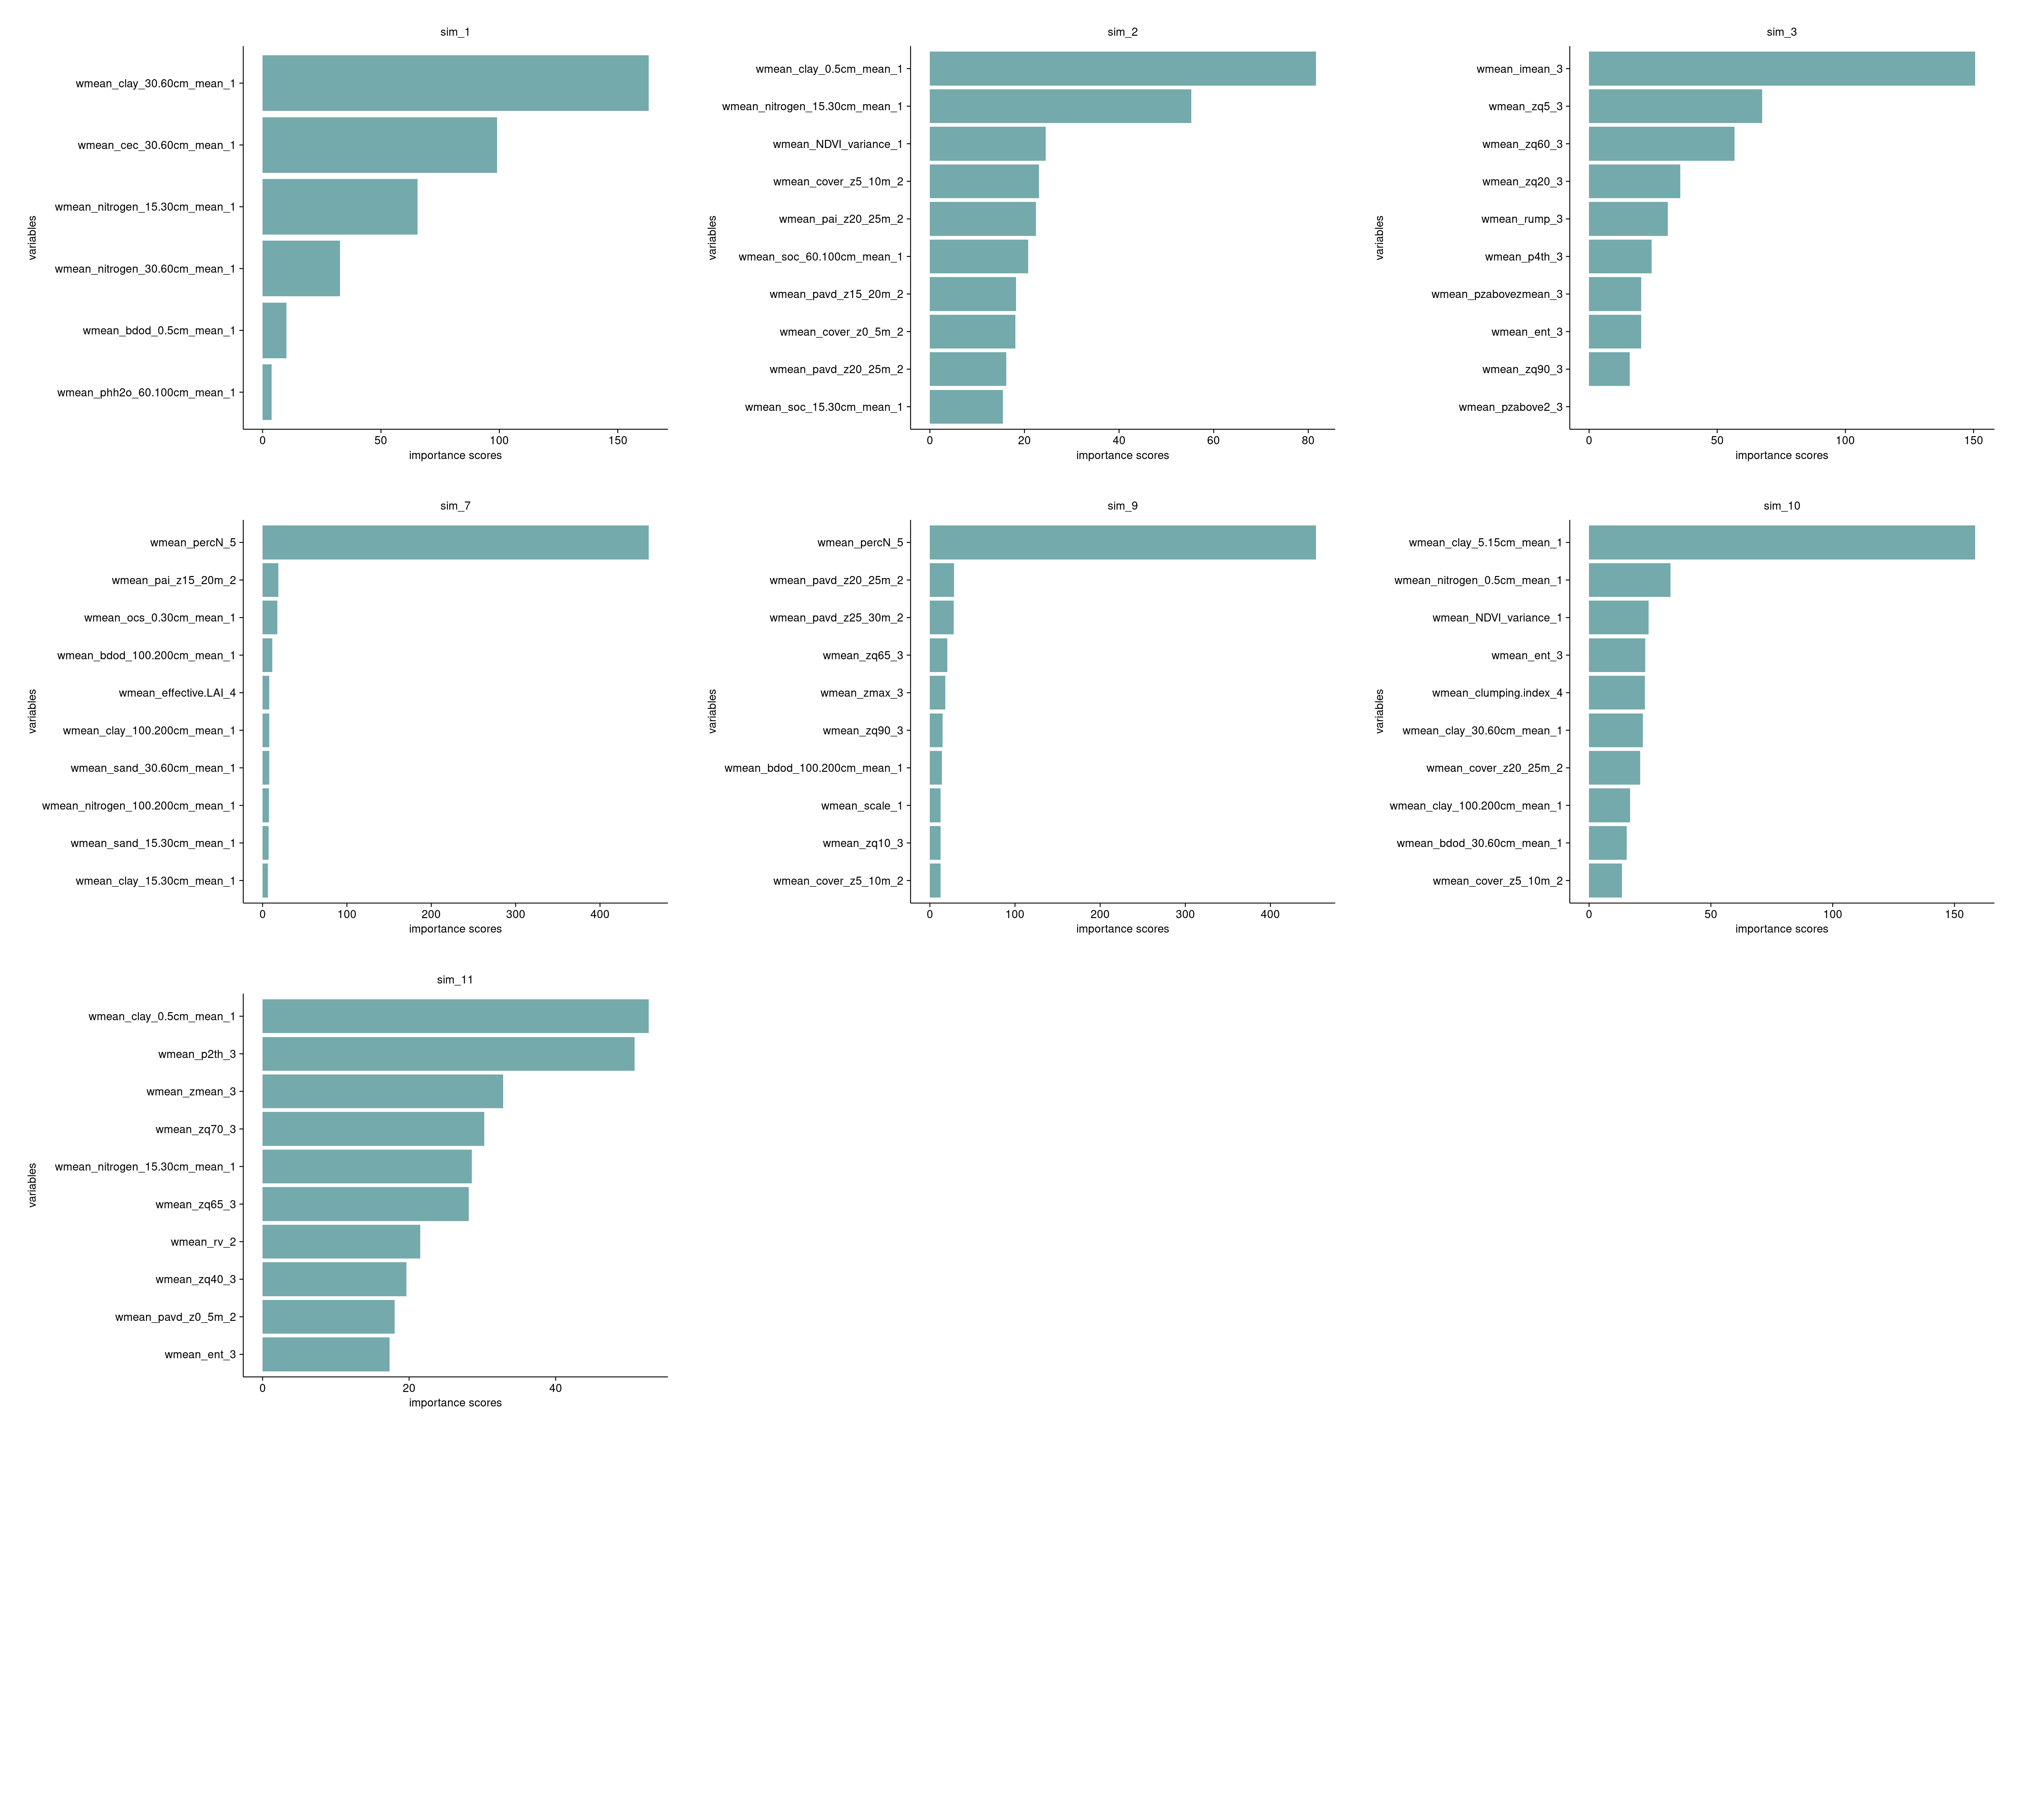 sim_1
variables
wmean_clay_30.60cm_mean_1
wmean_cec_30.60cm_mean_1
wmean_nitrogen_15.30cm_mean_1
wmean_nitrogen_30.60cm_mean_1
wmean_bdod_0.5cm_mean_1
wmean_phh2o_60.100cm_mean_1
0 50 100 150
importance scores
sim_2
variables
wmean_clay_0.5cm_mean_1
wmean_nitrogen_15.30cm_mean_1
wmean_NDVI_variance_1
wmean_cover_z5_10m_2
wmean_pai_z20_25m_2
wmean_soc_60.100cm_mean_1
wmean_pavd_z15_20m_2
wmean_cover_z0_5m_2
wmean_pavd_z20_25m_2
wmean_soc_15.30cm_mean_1
0 20 40 60 80
importance scores
sim_3
variables
wmean_imean_3
wmean_zq5_3
wmean_zq60_3
wmean_zq20_3
wmean_rump_3
wmean_p4th_3
wmean_pzabovezmean_3
wmean_ent_3
wmean_zq90_3
wmean_pzabove2_3
0 50 100 150
importance scores
sim_7
variables
wmean_percN_5
wmean_pai_z15_20m_2
wmean_ocs_0.30cm_mean_1
wmean_bdod_100.200cm_mean_1
wmean_effective.LAI_4
wmean_clay_100.200cm_mean_1
wmean_sand_30.60cm_mean_1
wmean_nitrogen_100.200cm_mean_1
wmean_sand_15.30cm_mean_1
wmean_clay_15.30cm_mean_1
0 100 200 300 400
importance scores
sim_9
variables
wmean_percN_5
wmean_pavd_z20_25m_2
wmean_pavd_z25_30m_2
wmean_zq65_3
wmean_zmax_3
wmean_zq90_3
wmean_bdod_100.200cm_mean_1
wmean_scale_1
wmean_zq10_3
wmean_cover_z5_10m_2
0 100 200 300 400
importance scores
sim_10
variables
wmean_clay_5.15cm_mean_1
wmean_nitrogen_0.5cm_mean_1
wmean_NDVI_variance_1
wmean_ent_3
wmean_clumping.index_4
wmean_clay_30.60cm_mean_1
wmean_cover_z20_25m_2
wmean_clay_100.200cm_mean_1
wmean_bdod_30.60cm_mean_1
wmean_cover_z5_10m_2
0 50 100 150
importance scores
sim_11
variables
wmean_clay_0.5cm_mean_1
wmean_p2th_3
wmean_zmean_3
wmean_zq70_3
wmean_nitrogen_15.30cm_mean_1
wmean_zq65_3
wmean_rv_2
wmean_zq40_3
wmean_pavd_z0_5m_2
wmean_ent_3
0 20 40
importance scores